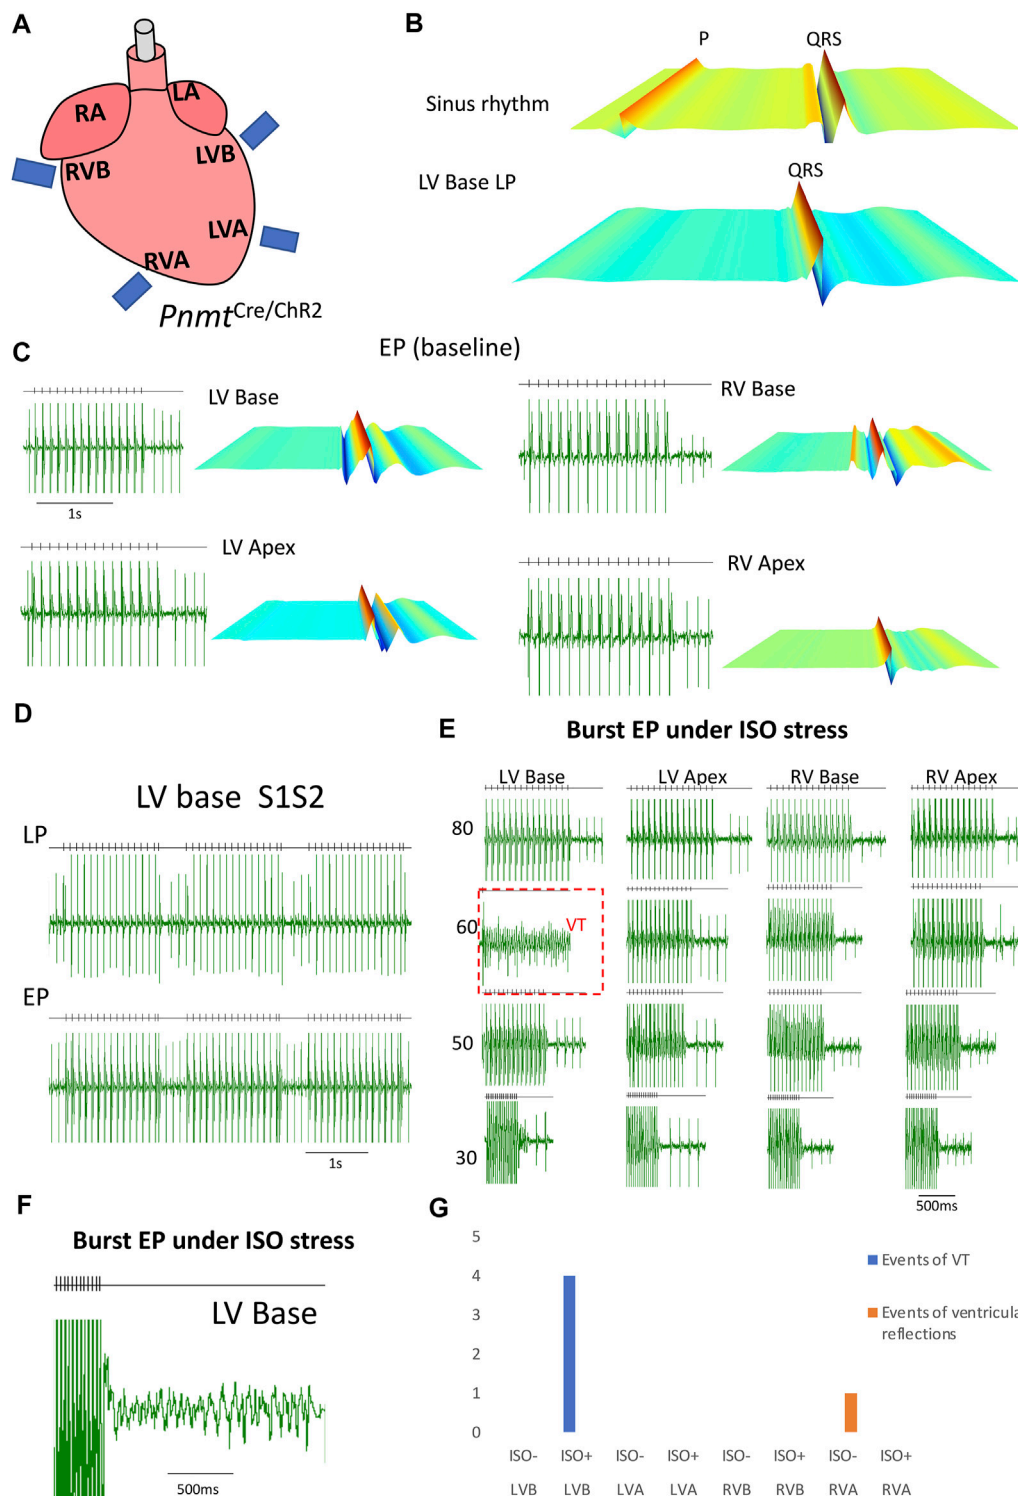 A
RA
LA
RVB
LVB
LVA
RVA
Pnmt^Cre/ChR2
B
P
QRS
Sinus rhythm
QRS
LV Base LP
C
EP (baseline)
LV Base
1s
RV Base
LV Apex
RV Apex
D
LV base S1S2
LP
EP
1s
E
Burst EP under ISO stress
LV Base
LV Apex
RV Base
RV Apex
80
60
VT
50
30
500ms
F
Burst EP under ISO stress
LV Base
500ms
G
5
4
3
2
1
0
Events of VT
Events of ventricula
reflections
ISO- ISO+ ISO- ISO+ ISO- ISO+ ISO- ISO+
LVB LVB LVA LVA RVB RVB RVA RVA